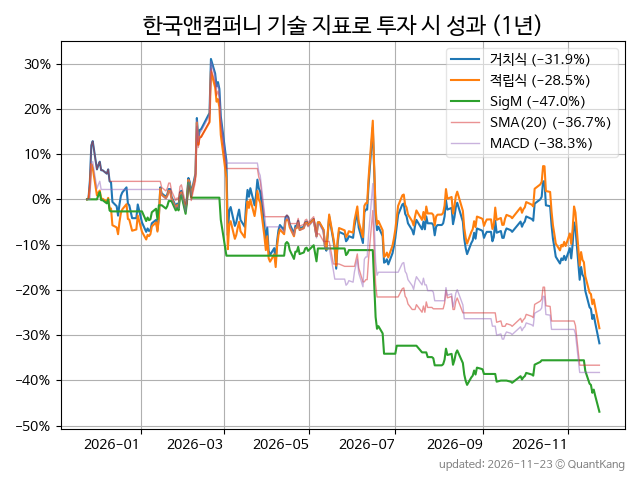 한국앤컴퍼니 기술 지표로 투자 시 성과 (1년)
30%
20%
10%
0%
−10%
−20%
−30%
−40%
−50%
거치식 (−31.9%)
적립식 (−28.5%)
SigM (−47.0%)
SMA(20) (−36.7%)
MACD (−38.3%)
2026-01
2026-03
2026-05
2026-07
2026-09
2026-11
updated: 2026-11-23 © QuantKang